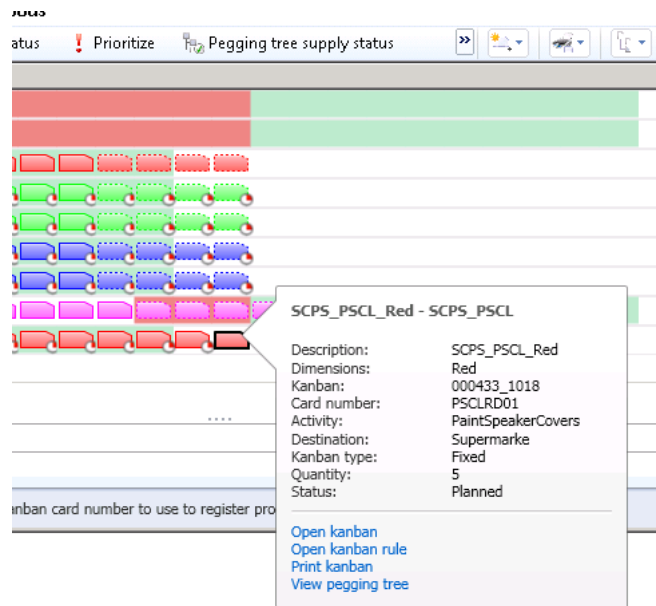 atus Prioritize Pegging tree supply status »
SCPS_PSCL_Red - SCPS_PSCL
Description: SCPS_PSCL_Red
Dimensions: Red
Kanban: 000433_1018
Card number: PSCLRD01
Activity: PaintSpeakerCovers
Destination: Supermarke
Kanban type: Fixed
Quantity: 5
Status: Planned
anban card number to use to register pro
Open kanban
Open kanban rule
Print kanban
View pegging tree